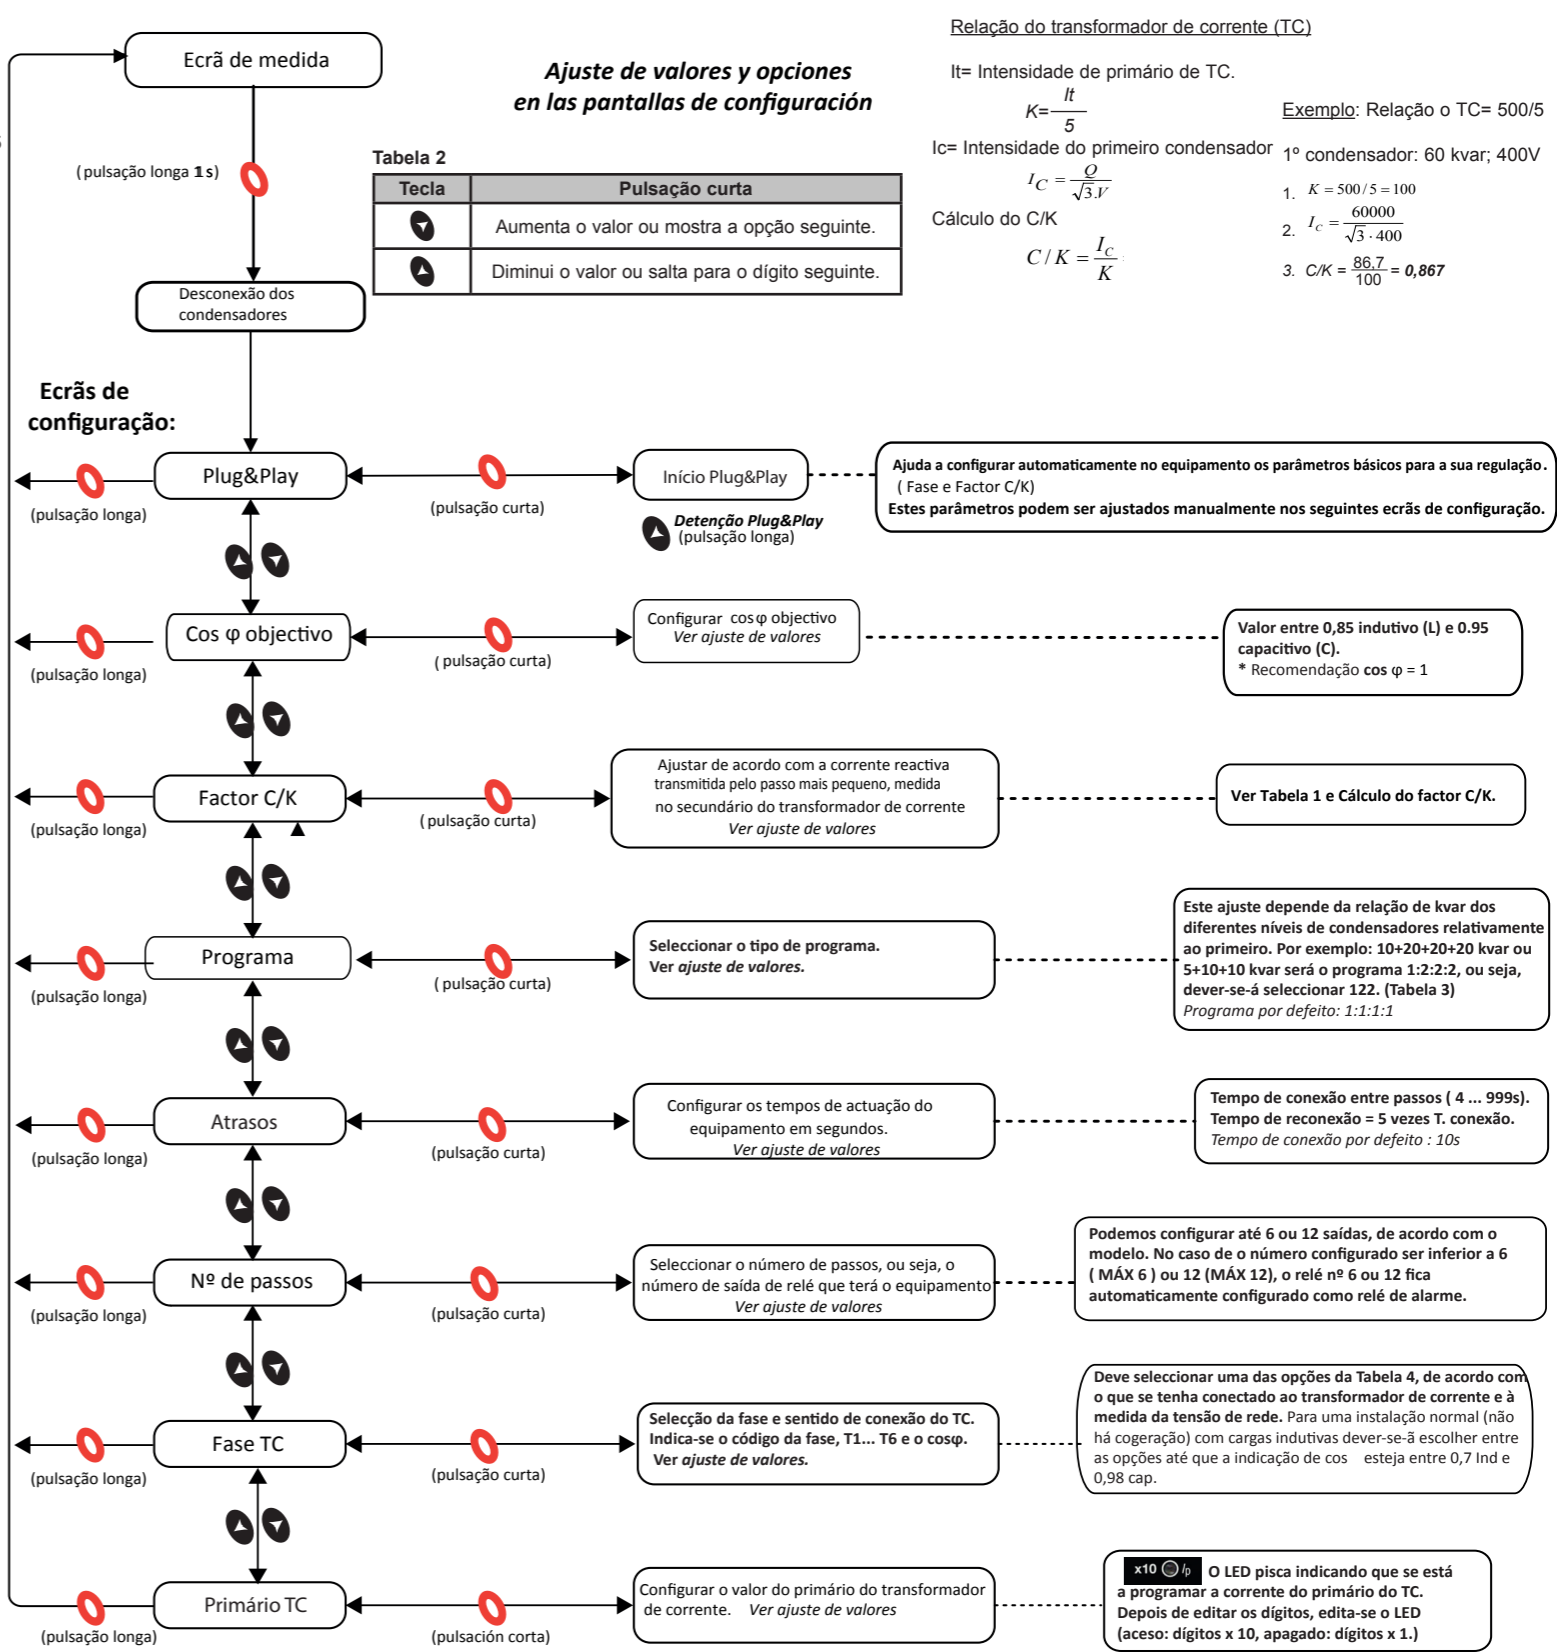 Ecrã de medida
(pulsação longa 1 s)
Desconexão dos
condensadores
Ajuste de valores y opciones
en las pantallas de configuración
Tabela 2
Tecla Pulsação curta
Aumenta o valor ou mostra a opção seguinte.
Diminui o valor ou salta para o dígito seguinte.
Relação do transformador de corrente (TC)
It= Intensidade de primário de TC.
K= It
5
Ic= Intensidade do primeiro condensador
I_C = Q
√3.V
Cálculo do C/K
C / K = I_C
K
Exemplo: Relação o TC= 500/5
1º condensador: 60 kvar; 400V
1. K = 500/5 = 100
2. I_C = 60000
√3 · 400
3. C/K = 86,7 = 0,867
100
Ecrãs de
configuração:
(pulsação longa)
Plug&Play
(pulsação curta)
Início Plug&Play
Detenção Plug&Play
(pulsação longa)
Ajuda a configurar automaticamente no equipamento os parâmetros básicos para a sua regulação.
( Fase e Factor C/K)
Estes parâmetros podem ser ajustados manualmente nos seguintes ecrãs de configuração.
(pulsação longa)
Cos φ objectivo
( pulsação curta)
Configurar cos φ objectivo
Ver ajuste de valores
Valor entre 0,85 indutivo (L) e 0.95
capacitivo (C).
* Recomendação cos φ = 1
(pulsação longa)
Factor C/K
( pulsação curta)
Ajustar de acordo com a corrente reactiva
transmitida pelo passo mais pequeno, medida
no secundário do transformador de corrente
Ver ajuste de valores
Ver Tabela 1 e Cálculo do factor C/K.
(pulsação longa)
Programa
( pulsação curta)
Seleccionar o tipo de programa.
Ver ajuste de valores.
Este ajuste depende da relação de kvar dos
diferentes níveis de condensadores relativamente
ao primeiro. Por exemplo: 10+20+20+20 kvar ou
5+10+10 kvar será o programa 1:2:2:2, ou seja,
dever-se-á seleccionar 122. (Tabela 3)
Programa por defeito: 1:1:1:1
(pulsação longa)
Atrasos
(pulsação curta)
Configurar os tempos de actuação do
equipamento em segundos.
Ver ajuste de valores
Tempo de conexão entre passos ( 4 ... 999s).
Tempo de reconexão = 5 vezes T. conexão.
Tempo de conexão por defeito : 10s
(pulsação longa)
Nº de passos
(pulsação curta)
Seleccionar o número de passos, ou seja, o
número de saída de relé que terá o equipamento
Ver ajuste de valores
Podemos configurar até 6 ou 12 saídas, de acordo com o
modelo. No caso de o número configurado ser inferior a 6
( MÁX 6 ) ou 12 (MÁX 12), o relé nº 6 ou 12 fica
automaticamente configurado como relé de alarme.
(pulsação longa)
Fase TC
(pulsação curta)
Selecção da fase e sentido de conexão do TC.
Indica-se o código da fase, T1... T6 e o cosφ.
Ver ajuste de valores.
Deve seleccionar uma das opções da Tabela 4, de acordo com
o que se tenha conectado ao transformador de corrente e à
medida da tensão de rede. Para uma instalação normal (não
há cogeração) com cargas indutivas dever-se-ã escolher entre
as opções até que a indicação de cos esteja entre 0,7 Ind e
0,98 cap.
(pulsação longa)
Primário TC
(pulsación corta)
Configurar se o valor do primário do transformador
de corrente. Ver ajuste de valores
x10 Ip O LED pisca indicando que se está
a programar a corrente do primário do TC.
Depois de editar os dígitos, edita-se o LED
(aceso: dígitos x 10, apagado: dígitos x 1.)